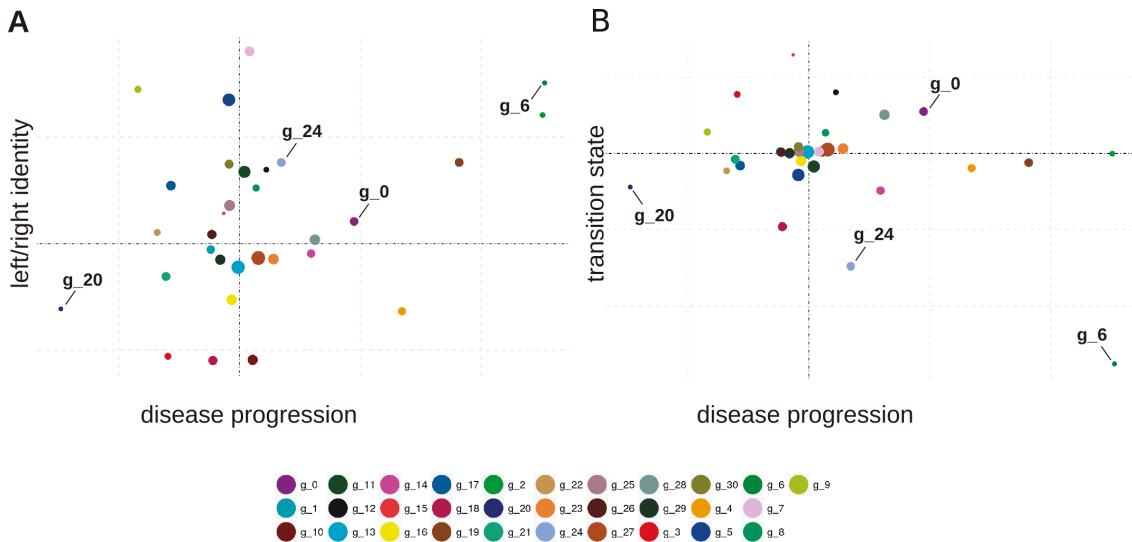 A
B
g_6
g_24
g_0
g_20
left/right identity
disease progression
g_0
g_20
g_24
g_6
transition state
disease progression
g_0 g_11 g_14 g_17 g_2 g_22 g_25 g_28 g_30 g_6 g_9
g_1 g_12 g_15 g_18 g_20 g_23 g_26 g_29 g_4 g_7
g_10 g_13 g_16 g_19 g_21 g_24 g_27 g_3 g_5 g_8